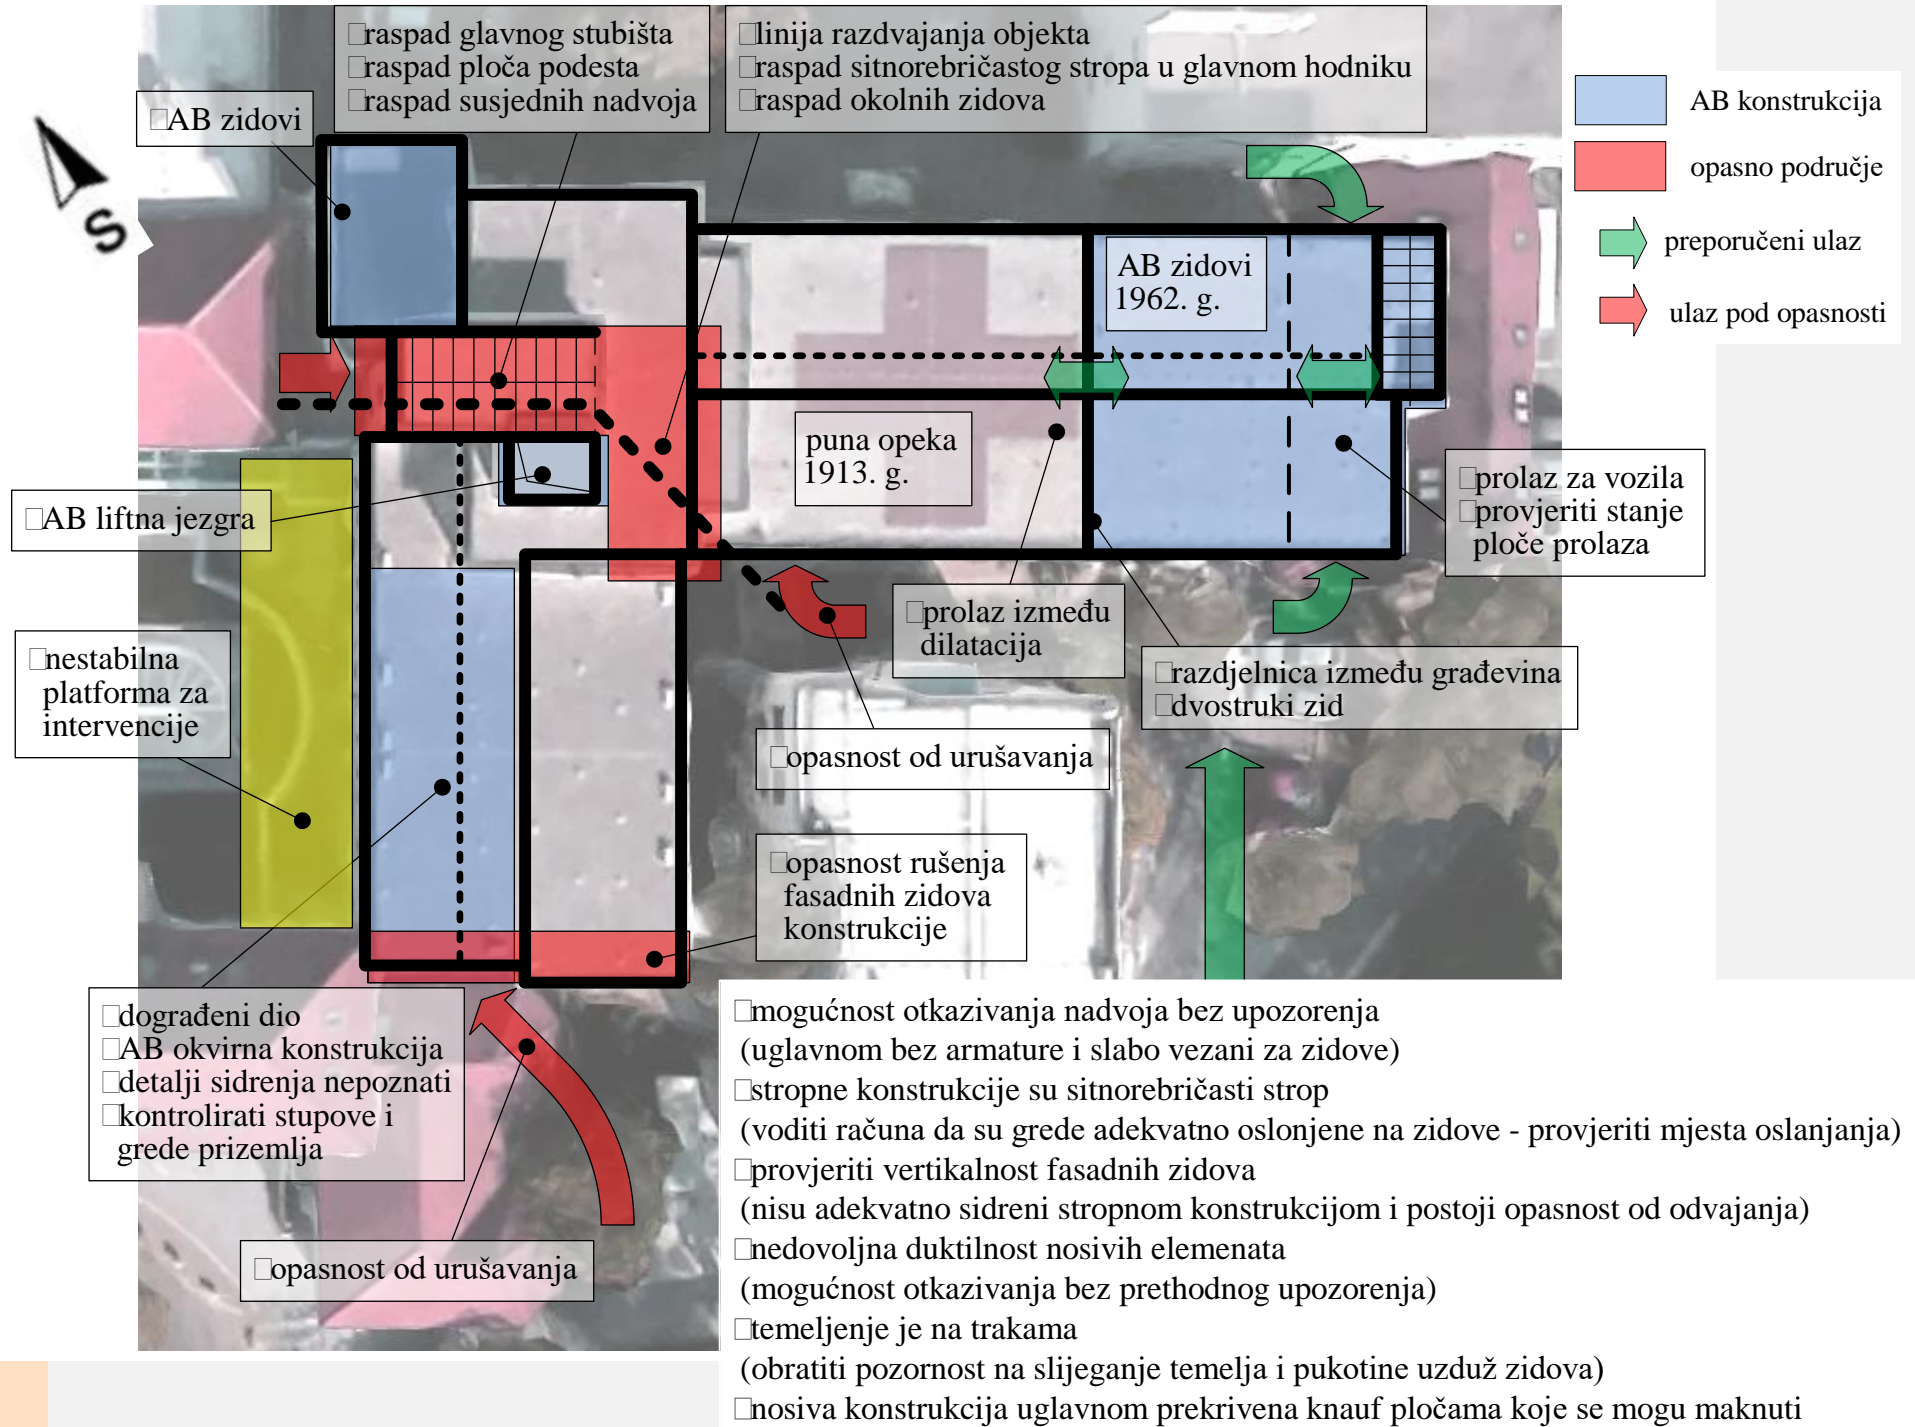 □raspad glavnog stubišta
□raspad ploča podesta
□raspad susjednih nadvoja
□linija razdvajanja objekta
□raspad sitnorebričastog stropa u glavnom hodniku
□raspad okolnih zidova
□AB zidovi
AB konstrukcija
opasno područje
preporučeni ulaz
ulaz pod opasnosti
S
AB zidovi
1962. g.
puna opeka
1913. g.
□AB liftna jezgra
□prolaz za vozila
□provjeriti stanje
ploče prolaza
□prolaz između
dilatacija
□nestabilna
platforma za
intervencije
□razdjelnica između građevina
□dvostruki zid
□opasnost od urušavanja
□opasnost rušenja
fasadnih zidova
konstrukcije
□dograđeni dio
□AB okvirna konstrukcija
□detalji sidrenja nepoznati
□kontrolirati stupove i
grede prizemlja
□opasnost od urušavanja
□mogućnost otkazivanja nadvoja bez upozorenja
(uglavnom bez armature i slabo vezani za zidove)
□stropne konstrukcije su sitnorebričasti strop
(voditi računa da su grede adekvatno oslonjene na zidove - provjeriti mjesta oslanjanja)
□provjeriti vertikalnost fasadnih zidova
(nisu adekvatno sidreni stropnom konstrukcijom i postoji opasnost od odvajanja)
□nedovoljna duktilnost nosivih elemenata
(mogućnost otkazivanja bez prethodnog upozorenja)
□temeljenje je na trakama
(obratiti pozornost na slijeganje temelja i pukotine uzduž zidova)
□nosiva konstrukcija uglavnom prekrivena knauf pločama koje se mogu maknuti